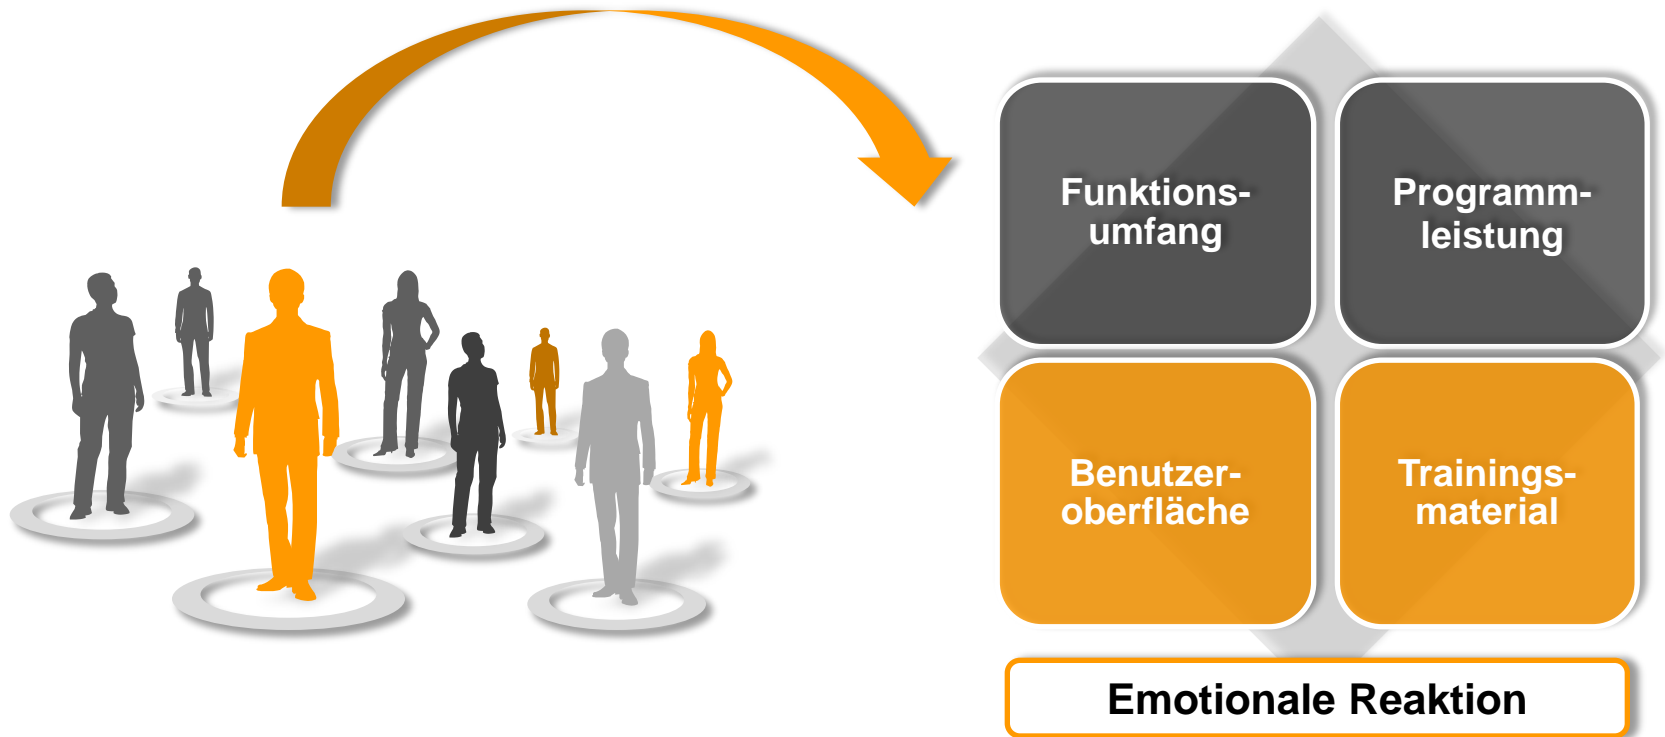 Funktions-
umfang
Programm-
leistung
Benutzer-
oberfläche
Trainings-
material
Emotionale Reaktion